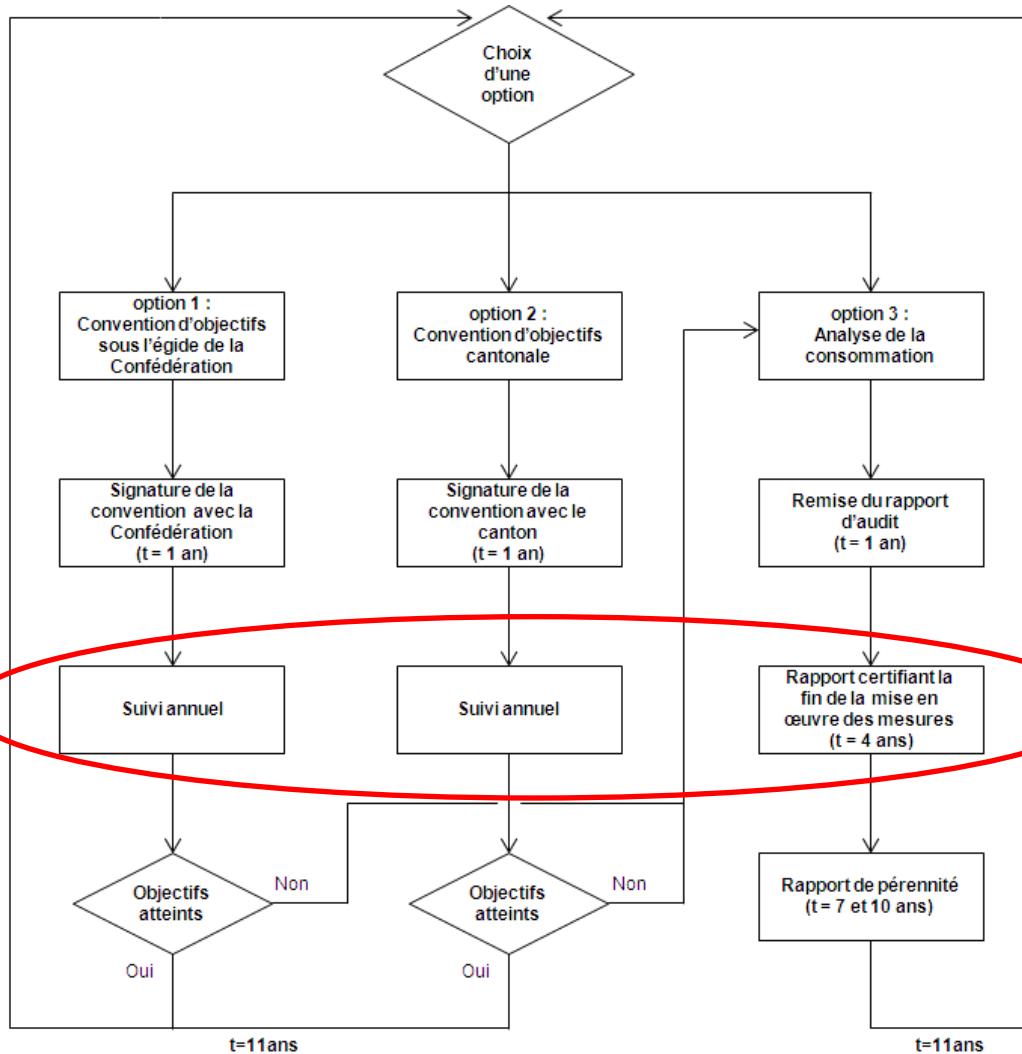 Choix
d'une
option
option 1 :
Convention d'objectifs
sous l'égide de la
Confédération
option 2 :
Convention d'objectifs
cantonale
option 3 :
Analyse de la
consommation
Signature de la
convention avec la
Confédération
(t = 1 an)
Signature de la
convention avec le
canton
(t = 1 an)
Remise du rapport
d'audit
(t = 1 an)
Suivi annuel
Suivi annuel
Rapport certifiant la
fin de la mise en
œuvre des mesures
(t = 4 ans)
Objectifs
atteints
Non
Oui
Objectifs
atteints
Non
Oui
Rapport de pérennité
(t = 7 et 10 ans)
t=11ans
t=11ans